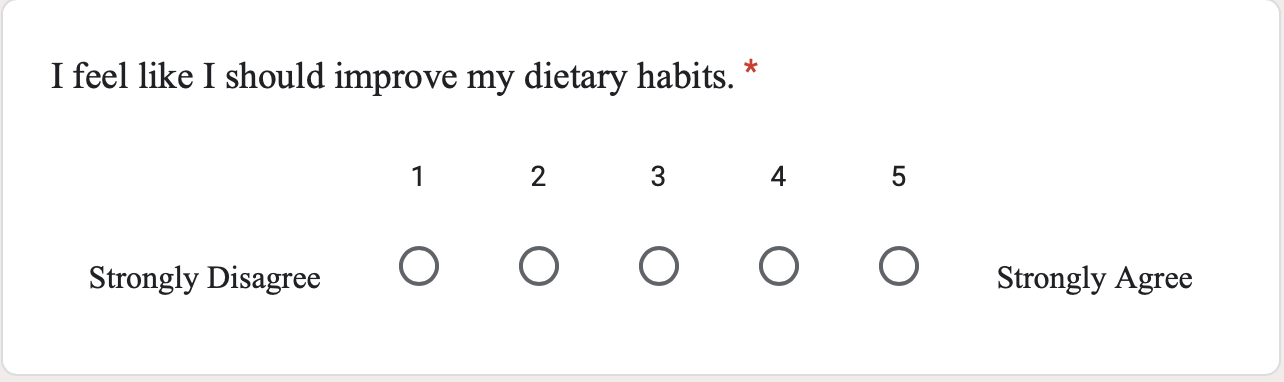 I feel like I should improve my dietary habits. *
1 2 3 4 5
Strongly Disagree Strongly Agree